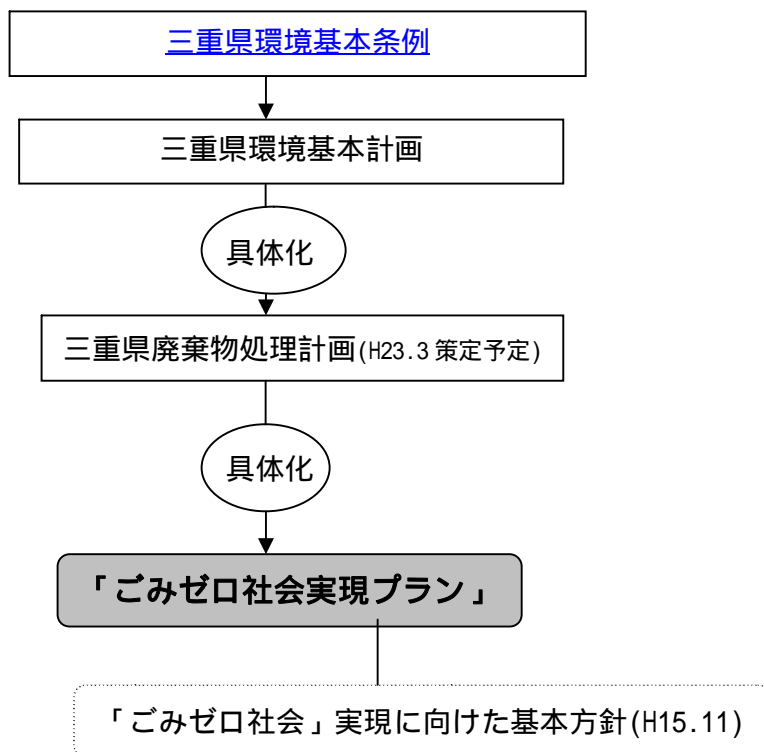 三重県環境基本条例
三重県環境基本計画
具体化
三重県廃棄物処理計画(H23.3 策定予定)
具体化
「ごみゼロ社会実現プラン」
「ごみゼロ社会」実現に向けた基本方針(H15.11)